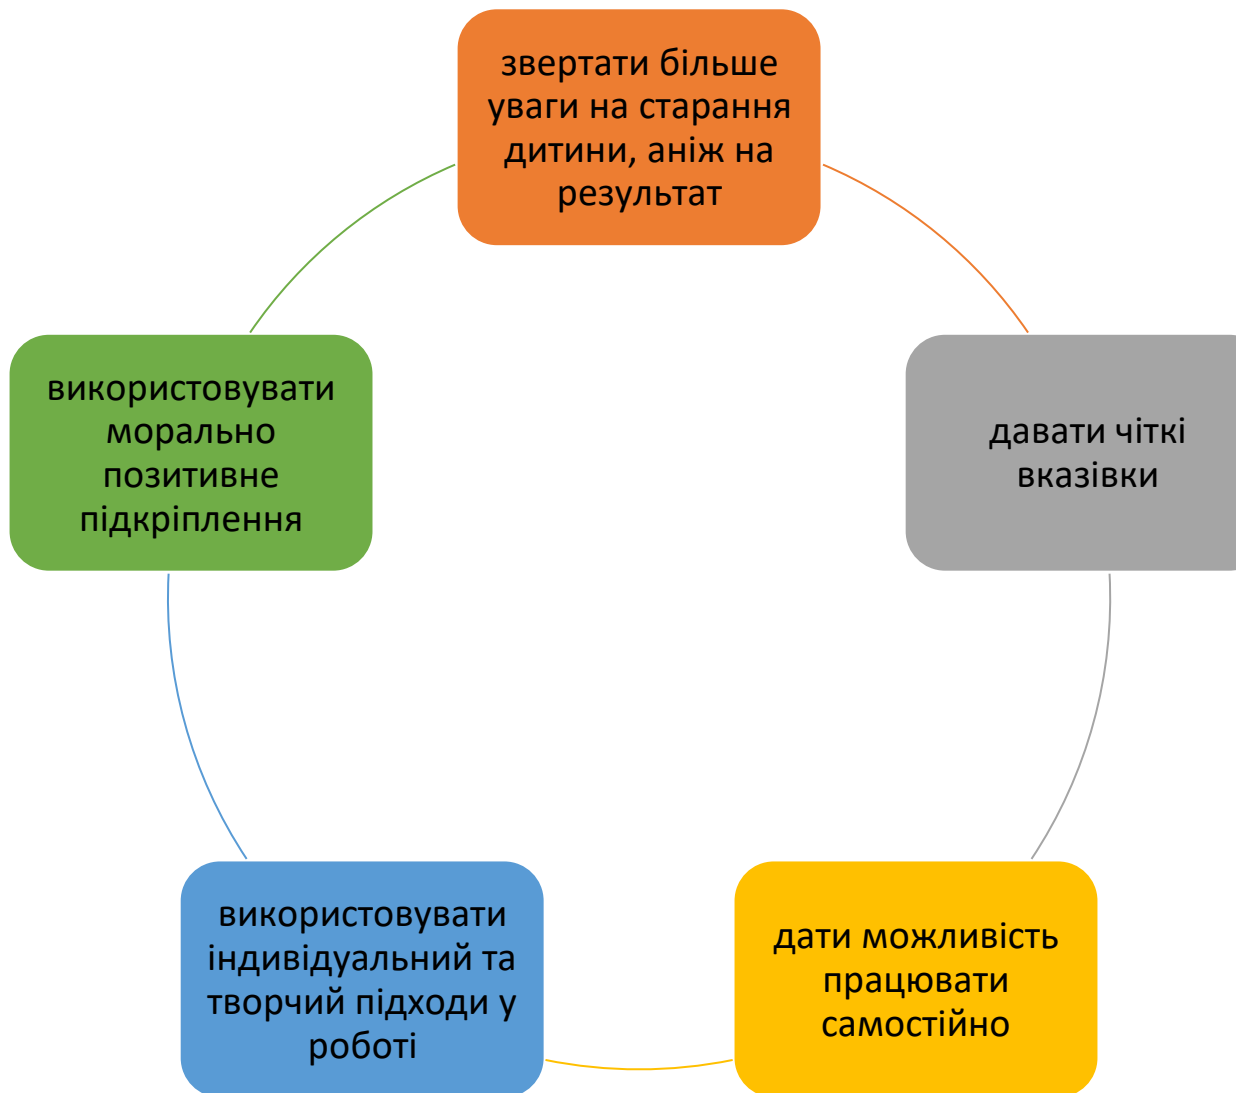 звертати більше
уваги на старання
дитини, аніж на
результат
давати чіткі
вказівки
дати можливість
працювати
самостійно
використовувати
індивідуальний та
творчий підходи у
роботі
використовувати
морально
позитивне
підкріплення